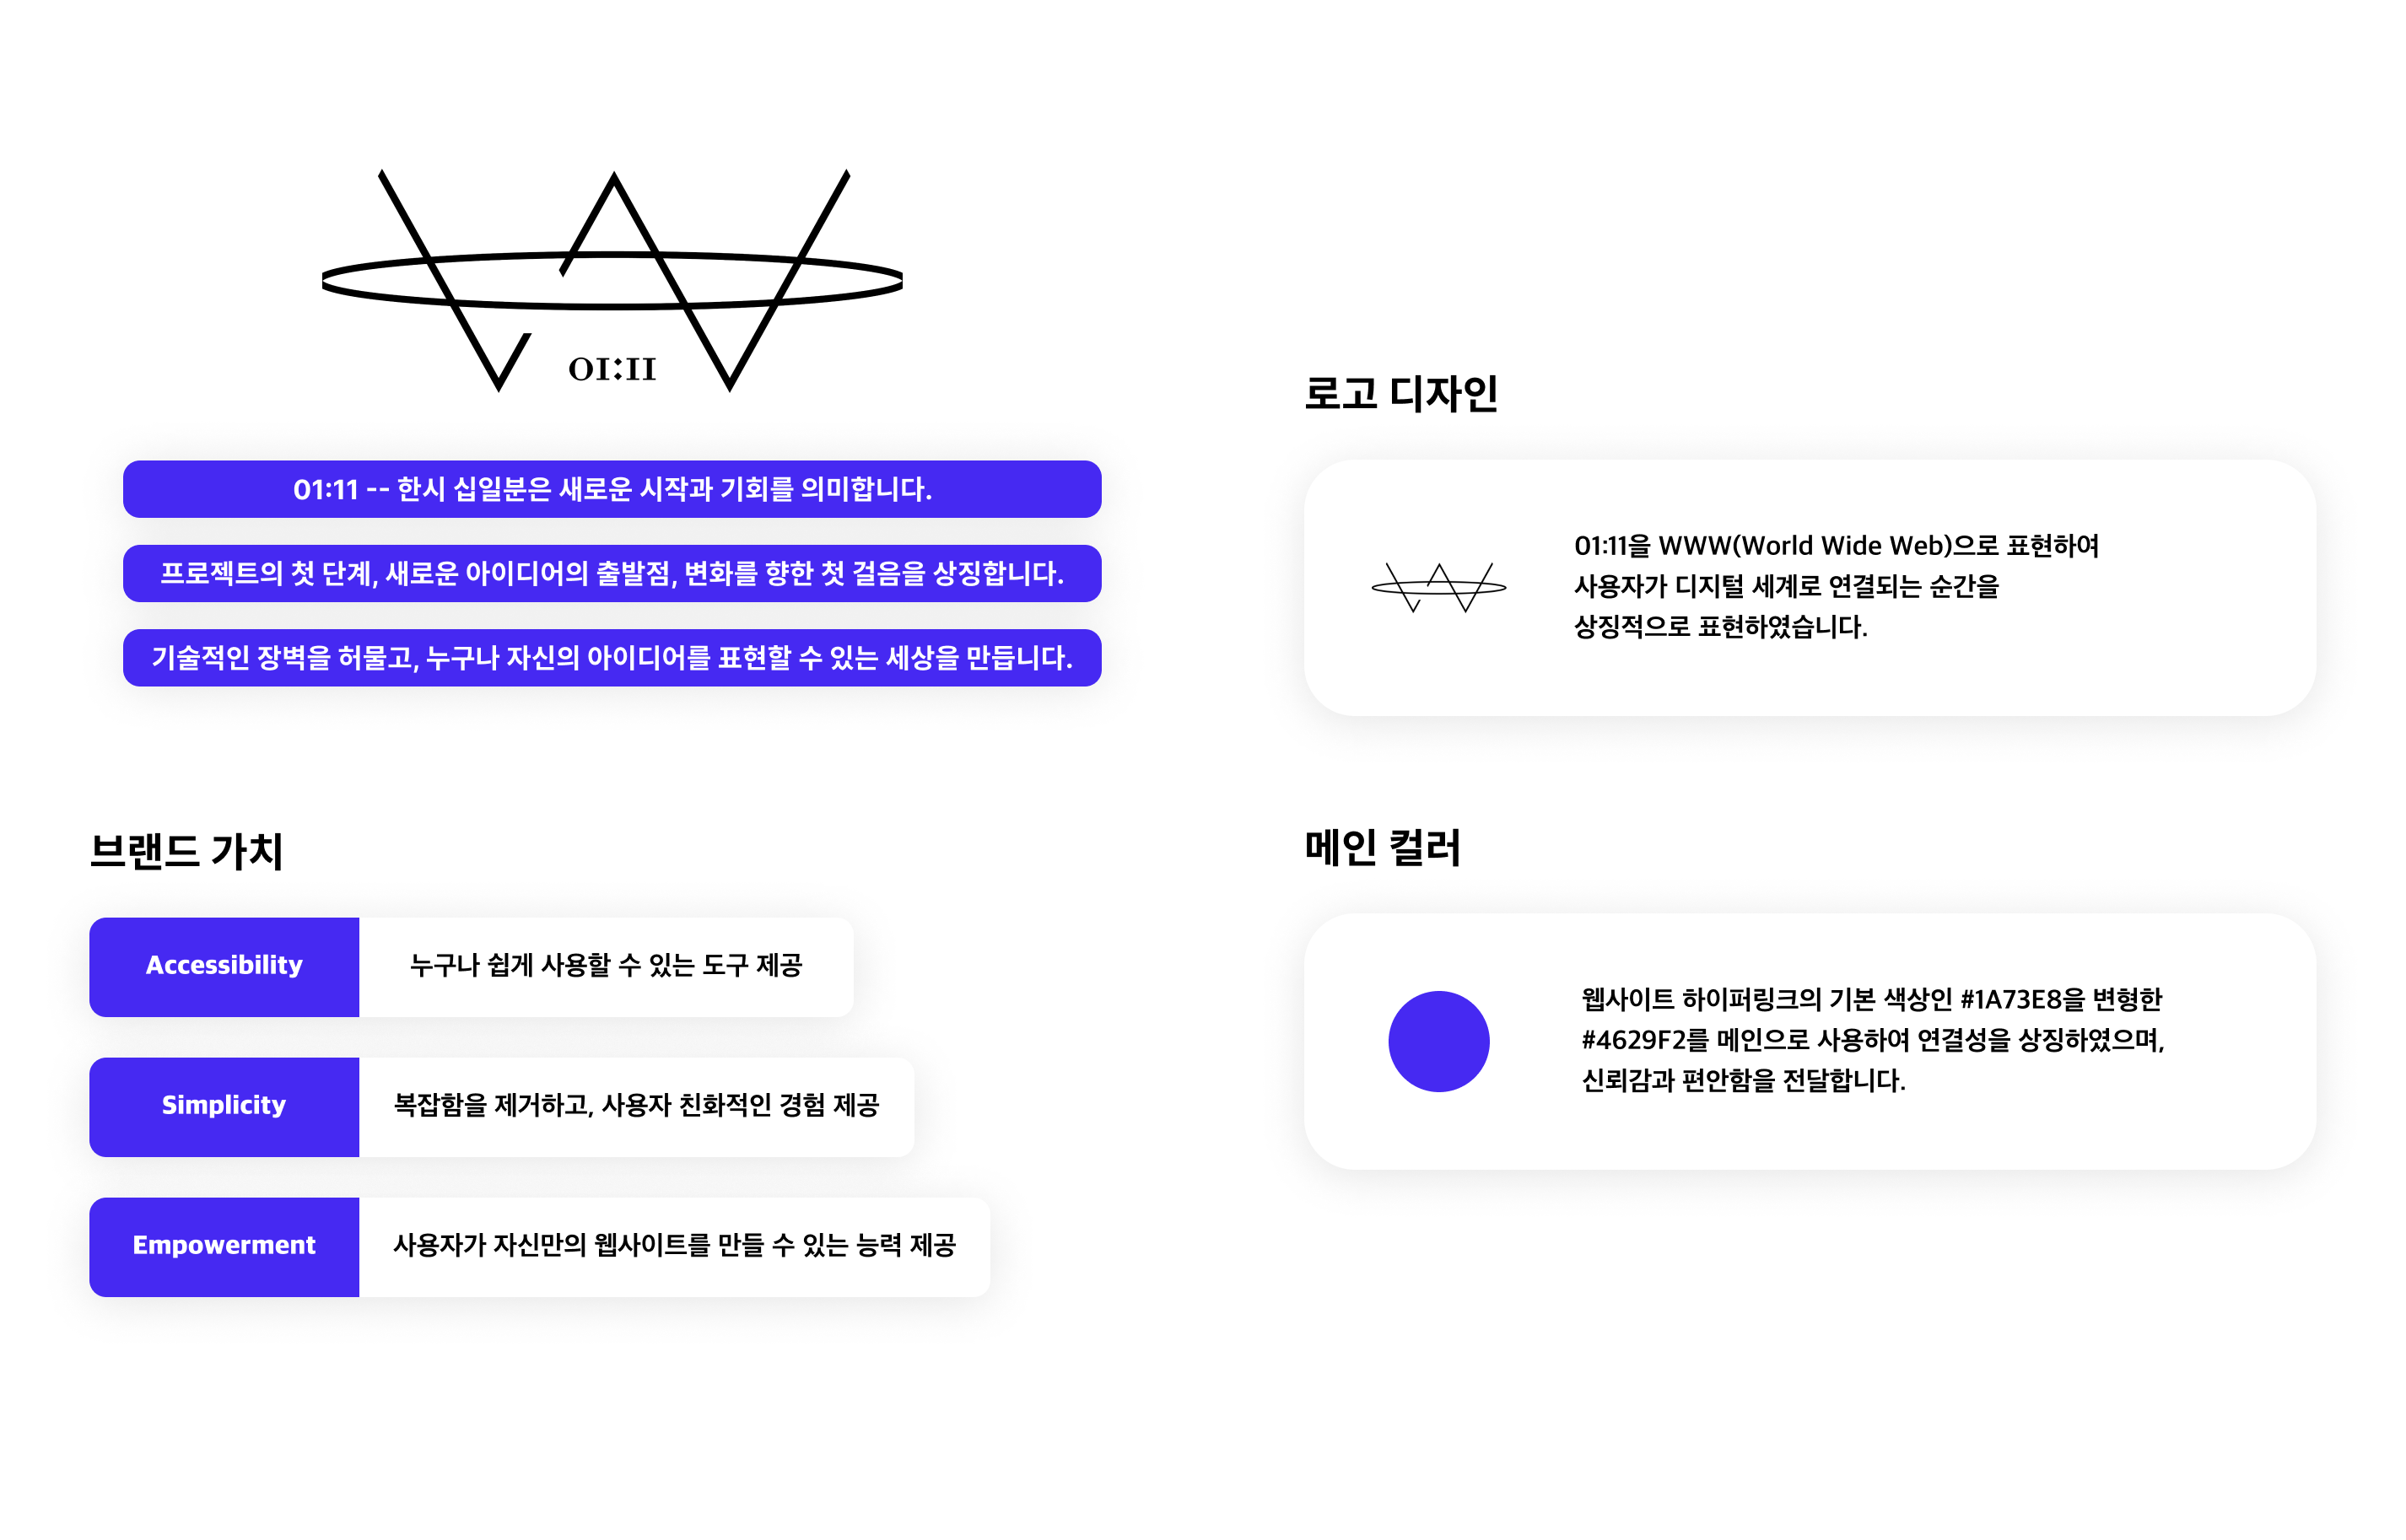 01:11
01:11 -- 한시 십일분은 새로운 시작과 기회를 의미합니다.
프로젝트의 첫 단계, 새로운 아이디어의 출발점, 변화를 향한 첫 걸음을 상징합니다.
기술적인 장벽을 허물고, 누구나 자신의 아이디어를 표현할 수 있는 세상을 만듭니다.
브랜드 가치
Accessibility
누구나 쉽게 사용할 수 있는 도구 제공
Simplicity
복잡함을 제거하고, 사용자 친화적인 경험 제공
Empowerment
사용자가 자신만의 웹사이트를 만들 수 있는 능력 제공
로고 디자인
01:11을 WWW(World Wide Web)으로 표현하여
사용자가 디지털 세계로 연결되는 순간을
상징적으로 표현하였습니다.
메인 컬러
웹사이트 하이퍼링크의 기본 색상인 #1A73E8을 변형한
#4629F2를 메인으로 사용하여 연결성을 상징하였으며,
신뢰감과 편안함을 전달합니다.